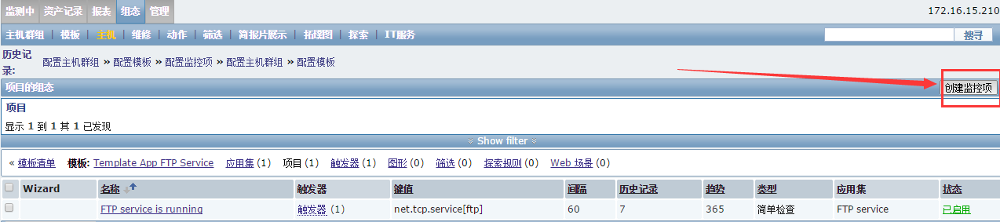 监测中 资产记录 报表 组态 管理 172.16.15.210
主机群组 | 模板 | 主机 | 维修 | 动作 | 筛选 | 简报片展示 | 拓墣图 | 探索 | IT服务 搜寻
历史记录: 配置主机群组 » 配置模板 » 配置监控项 » 配置主机群组 » 配置模板
项目的组态 创建监控项
项目
显示 1 到 1 其 1 已发现
Show filter
« 模板清单 模板: Template App FTP Service 应用集 (1) 项目 (1) 触发器 (1) 图形 (0) 筛选 (0) 探索规则 (0) Web 场景 (0)
Wizard 名称 触发器 键值 间隔 历史记录 趋势 类型 应用集 状态
FTP service is running 触发器 (1) net.tcp.service[ftp] 60 7 365 简单检查 FTP service 已启用